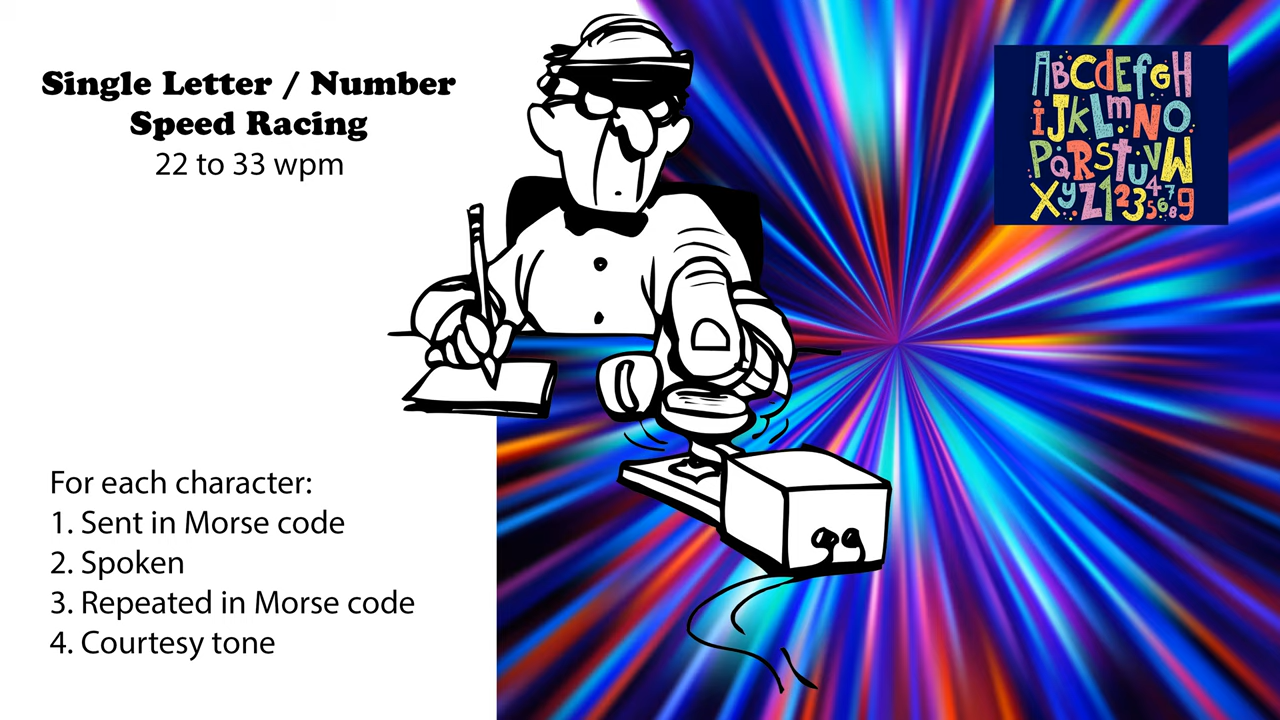 Single Letter / Number
Speed Racing
22 to 33 wpm
ABCdEfGH
iJKLmNO
PQRStuvW
Xyz123456789
For each character:
1. Sent in Morse code
2. Spoken
3. Repeated in Morse code
4. Courtesy tone